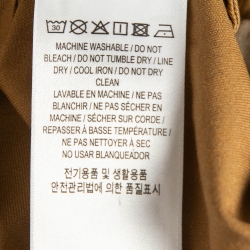 30
MACHINE WASHABLE / DO NOT
BLEACH / DO NOT TUMBLE DRY / LINE
DRY / COOL IRON / DO NOT DRY
CLEAN
LAVABLE EN MACHINE / NE PAS
BLANCHIR / NE PAS SÉCHER EN
MACHINE / SÉCHER SUR CORDE /
REPASSER À BASSE TEMPÉRATURE /
NE PAS NETTOYER À SEC
NO USAR BLANQUEADOR
전기용품 및 생활용품
안전관리법에 의한 품질표시